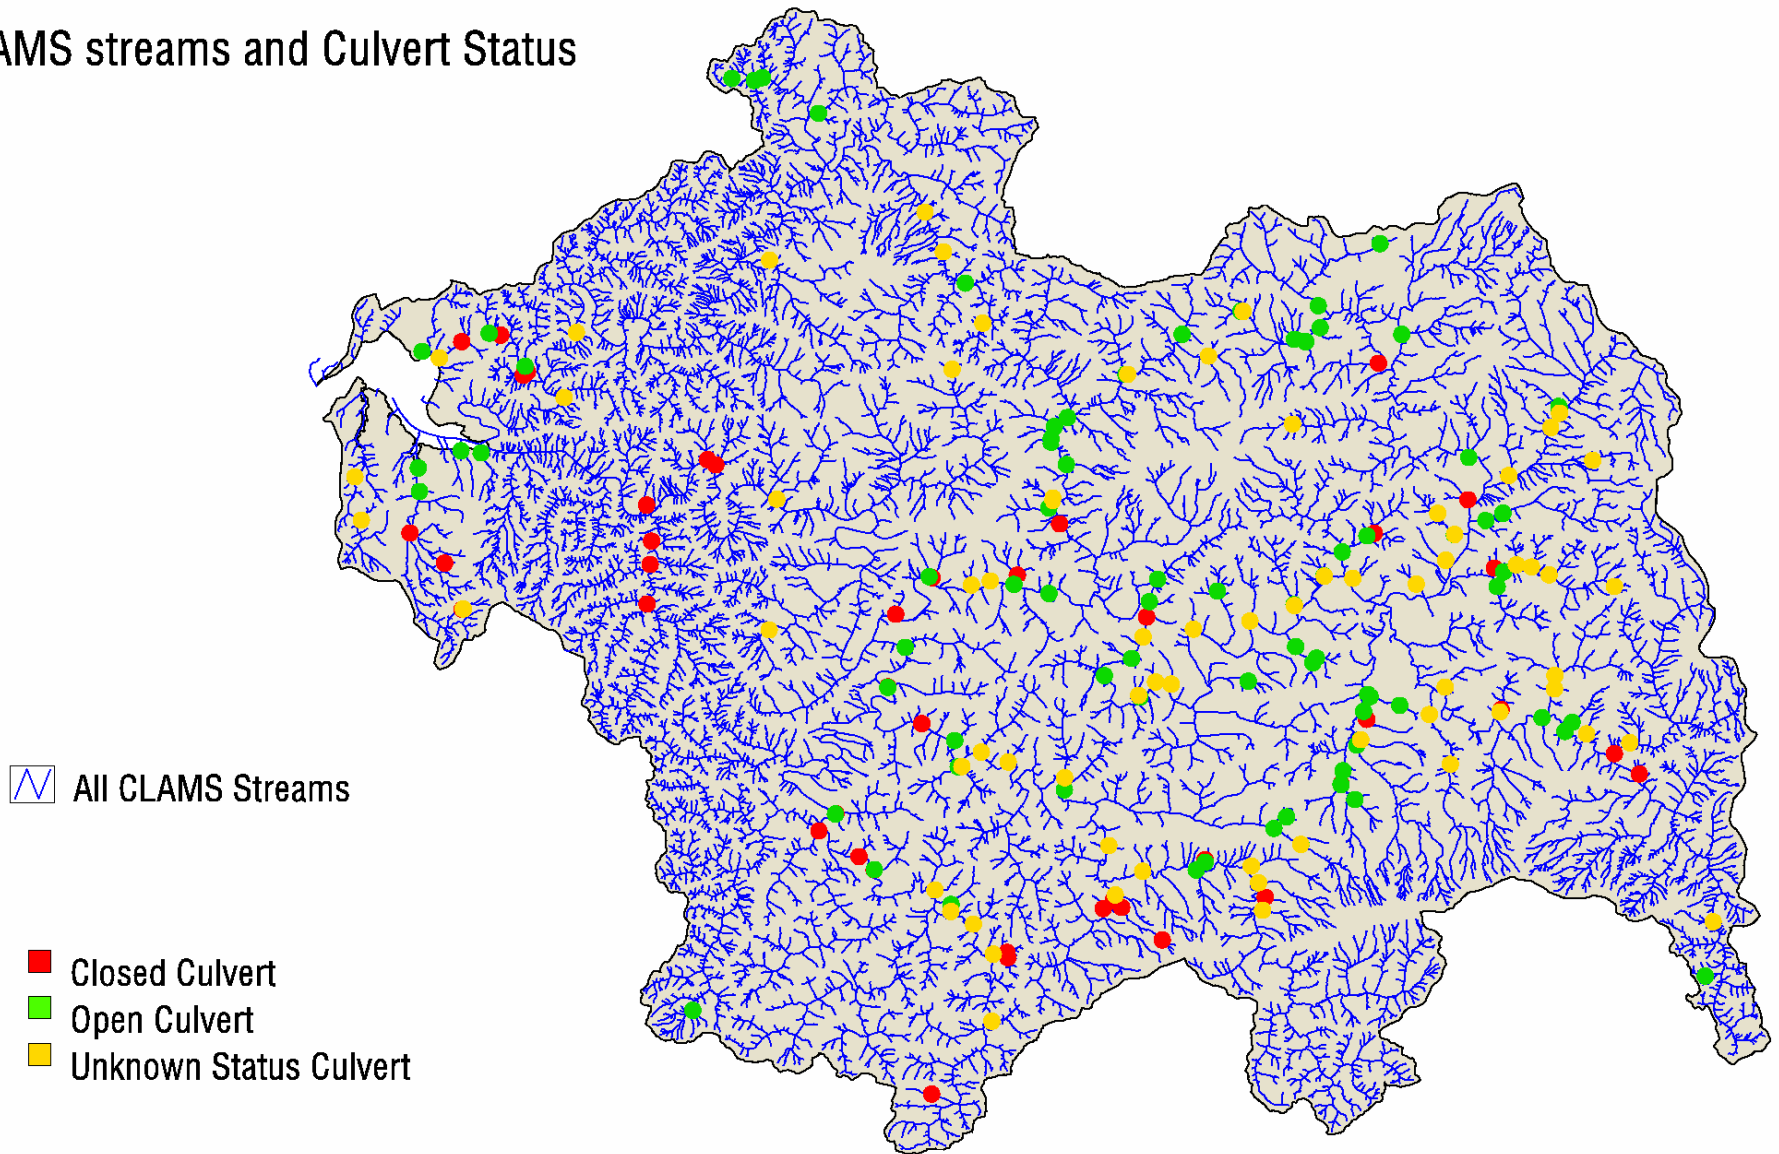 AMS streams and Culvert Status
All CLAMS Streams
Closed Culvert
Open Culvert
Unknown Status Culvert